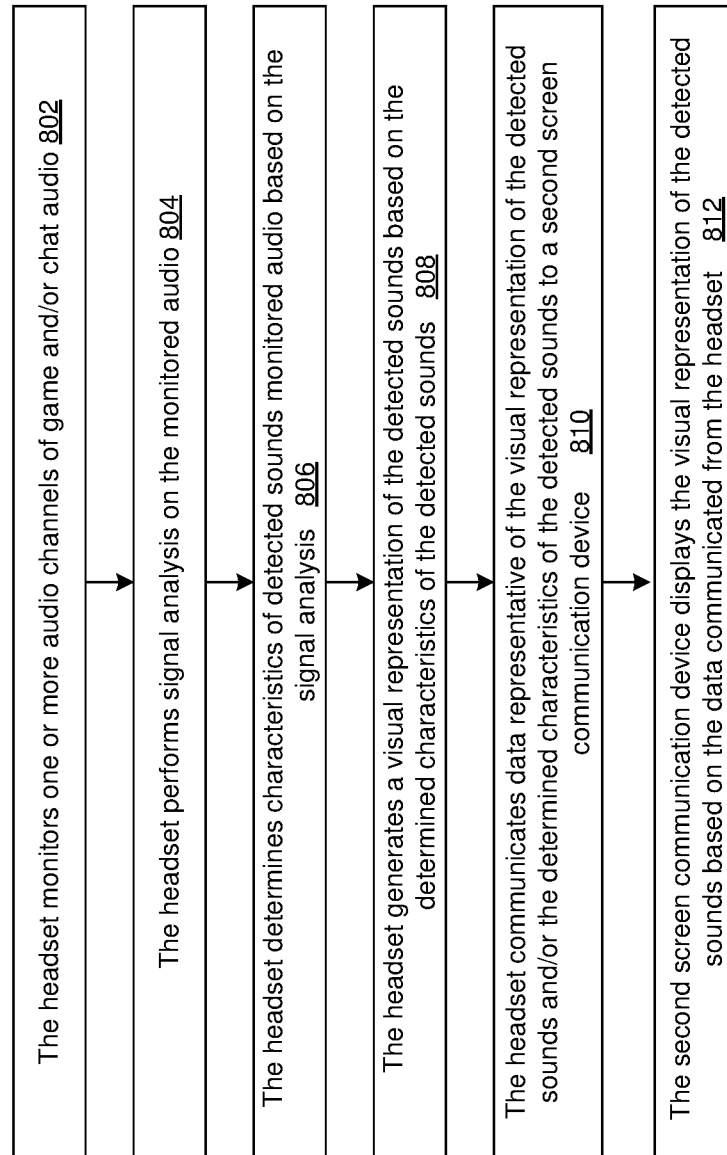 The headset monitors one or more audio channels of game and/or chat audio 802
The headset performs signal analysis on the monitored audio 804
The headset determines characteristics of detected sounds monitored audio based on the
signal analysis 806
The headset generates a visual representation of the detected sounds based on the
determined characteristics of the detected sounds 808
The headset communicates data representative of the visual representation of the detected
sounds and/or the determined characteristics of the detected sounds to a second screen
communication device 810
The second screen communication device displays the visual representation of the detected
sounds based on the data communicated from the headset 812